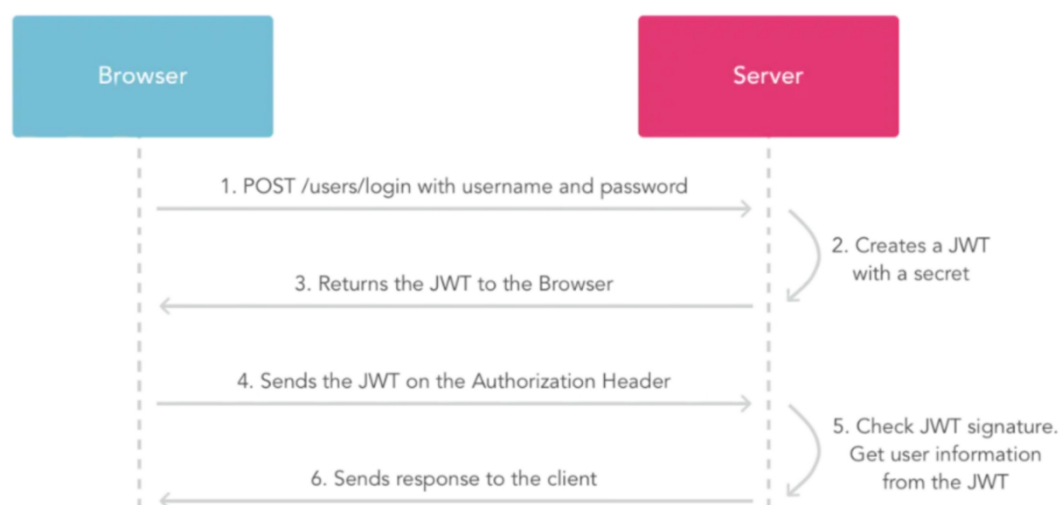 Browser
Server
1. POST /users/login with username and password
2. Creates a JWT
with a secret
3. Returns the JWT to the Browser
4. Sends the JWT on the Authorization Header
5. Check JWT signature.
Get user information
from the JWT
6. Sends response to the client